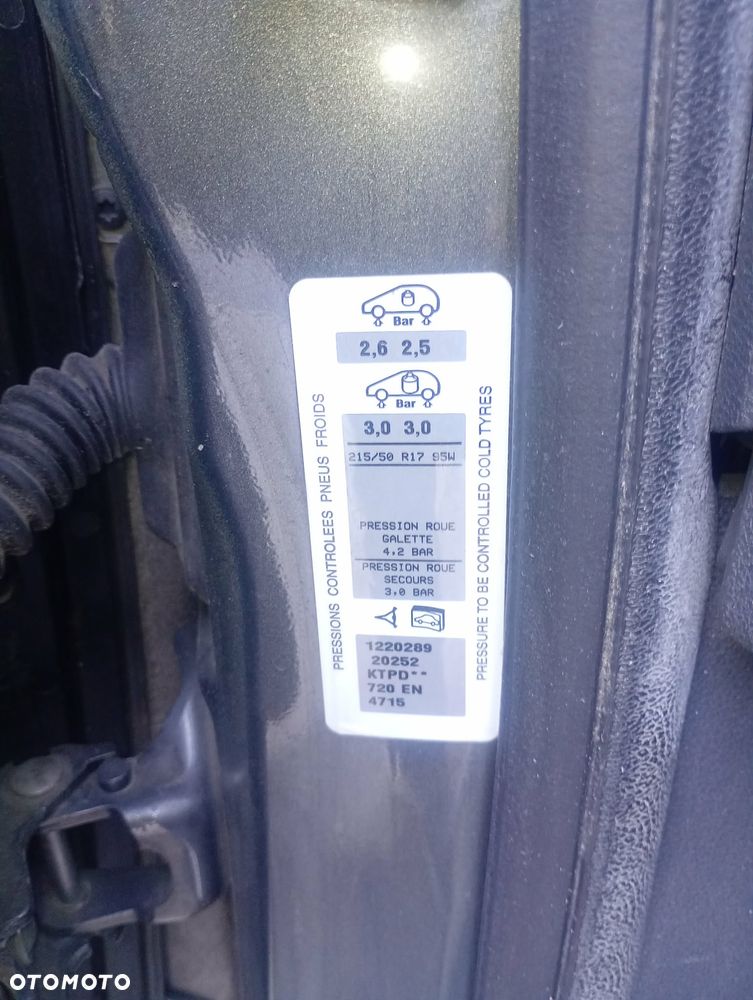 Bar
2,6 2,5
Bar
3,0 3,0
215/50 R17 95W
PRESSION ROUE
GALETTE
4,2 BAR
PRESSION ROUE
SECOURS
3,0 BAR
1220289
20252
KTPD**
720 EN
4715
PRESSIONS CONTROLEES PNEUS FROIDS
PRESSURE TO BE CONTROLLED COLD TYRES
OTOMOTO